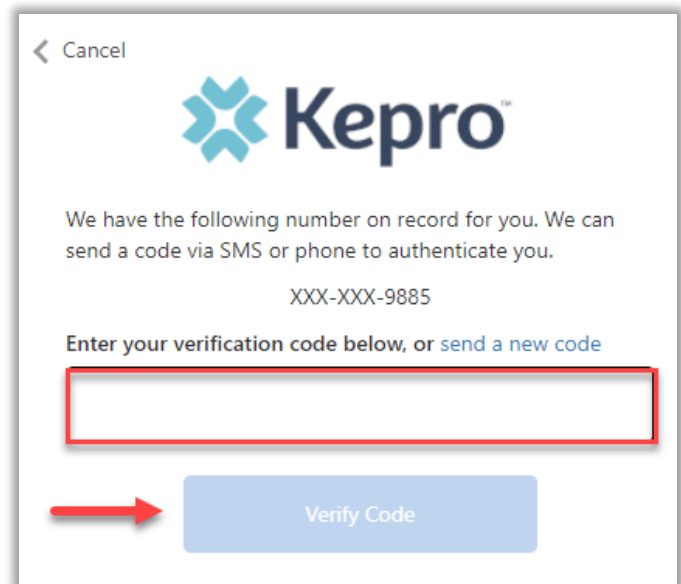 Cancel
Kepro™
We have the following number on record for you. We can
send a code via SMS or phone to authenticate you.
XXX-XXX-9885
Enter your verification code below, or send a new code
Verify Code